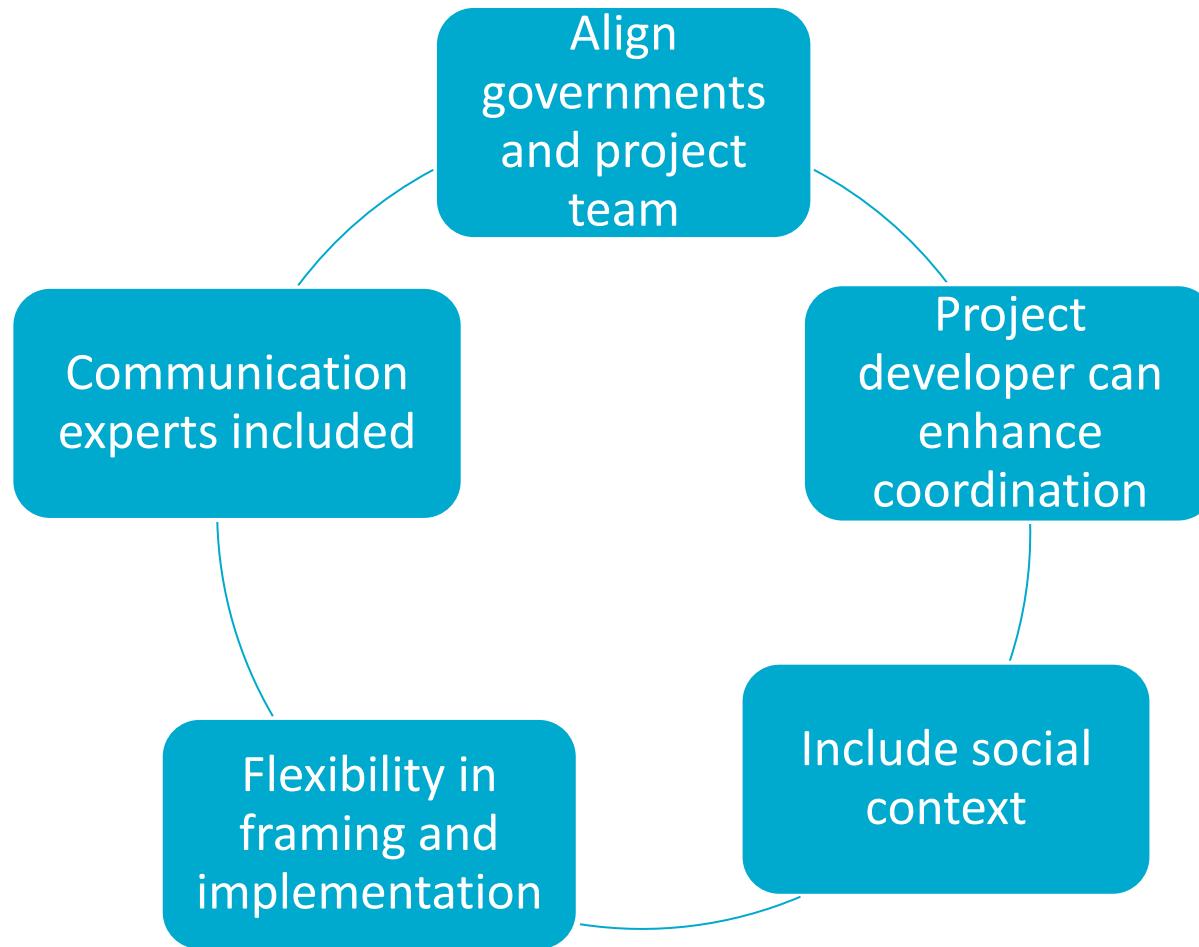 Align
governments
and project
team
Project
developer can
enhance
coordination
Include social
context
Flexibility in
framing and
implementation
Communication
experts included